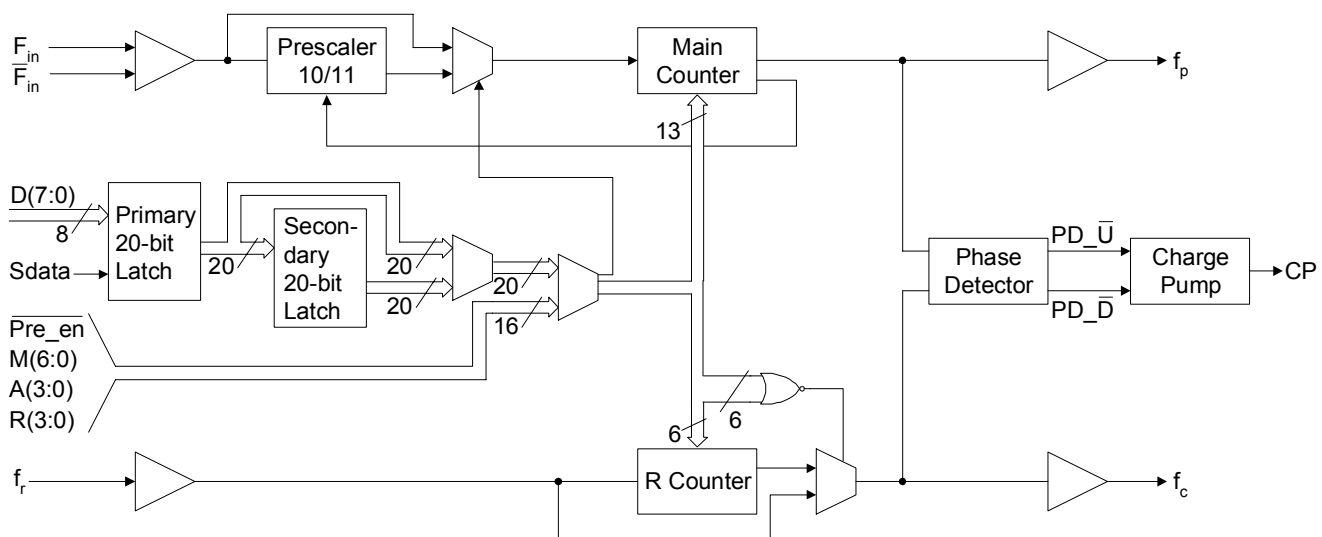 F_in
F̅_in
Prescaler
10/11
Main
Counter
f_p
13
D(7:0)
8
Sdata
Primary
20-bit
Latch
20
Secon-
dary
20-bit
Latch
20
20
20
16
P̅r̅e̅_̅e̅n̅
M(6:0)
A(3:0)
R(3:0)
Phase
Detector
PD_U̅
PD_D̅
Charge
Pump
CP
6
6
f_r
R Counter
f_c